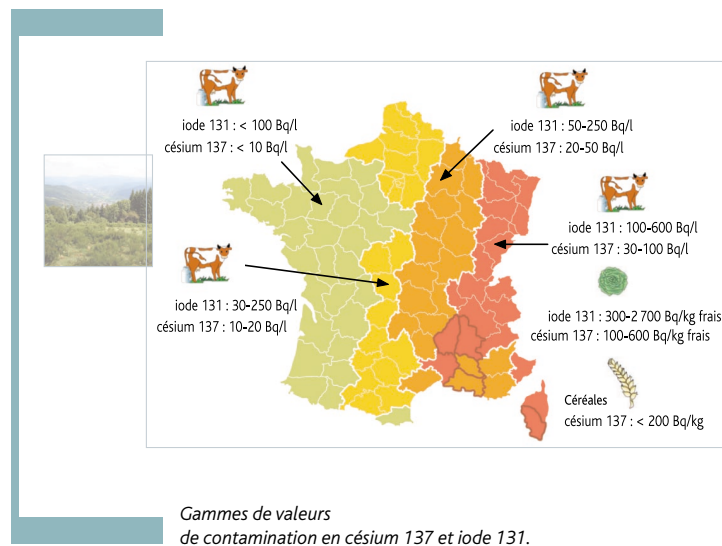 iode 131 : < 100 Bq/l
césium 137 : < 10 Bq/l
iode 131 : 50-250 Bq/l
césium 137 : 20-50 Bq/l
iode 131 : 100-600 Bq/l
césium 137 : 30-100 Bq/l
iode 131 : 30-250 Bq/l
césium 137 : 10-20 Bq/l
iode 131 : 300-2 700 Bq/kg frais
césium 137 : 100-600 Bq/kg frais
Céréales
césium 137 : < 200 Bq/kg
Gammes de valeurs
de contamination en césium 137 et iode 131.